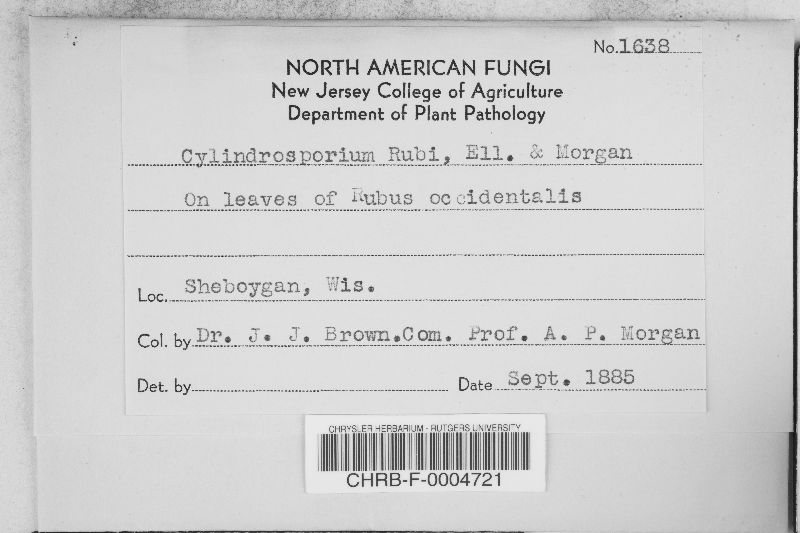 No. 1638
NORTH AMERICAN FUNGI
New Jersey College of Agriculture
Department of Plant Pathology
Cylindrosporium Rubi, Ell. & Morgan
On leaves of Rubus occidentalis
Loc. Sheboygan, Wis.
Col. by Dr. J. J. Brown.Com. Prof. A. P. Morgan
Det. by Date Sept. 1885
CHRYSLER HERBARIUM - RUTGERS UNIVERSITY
CHRB-F-0004721